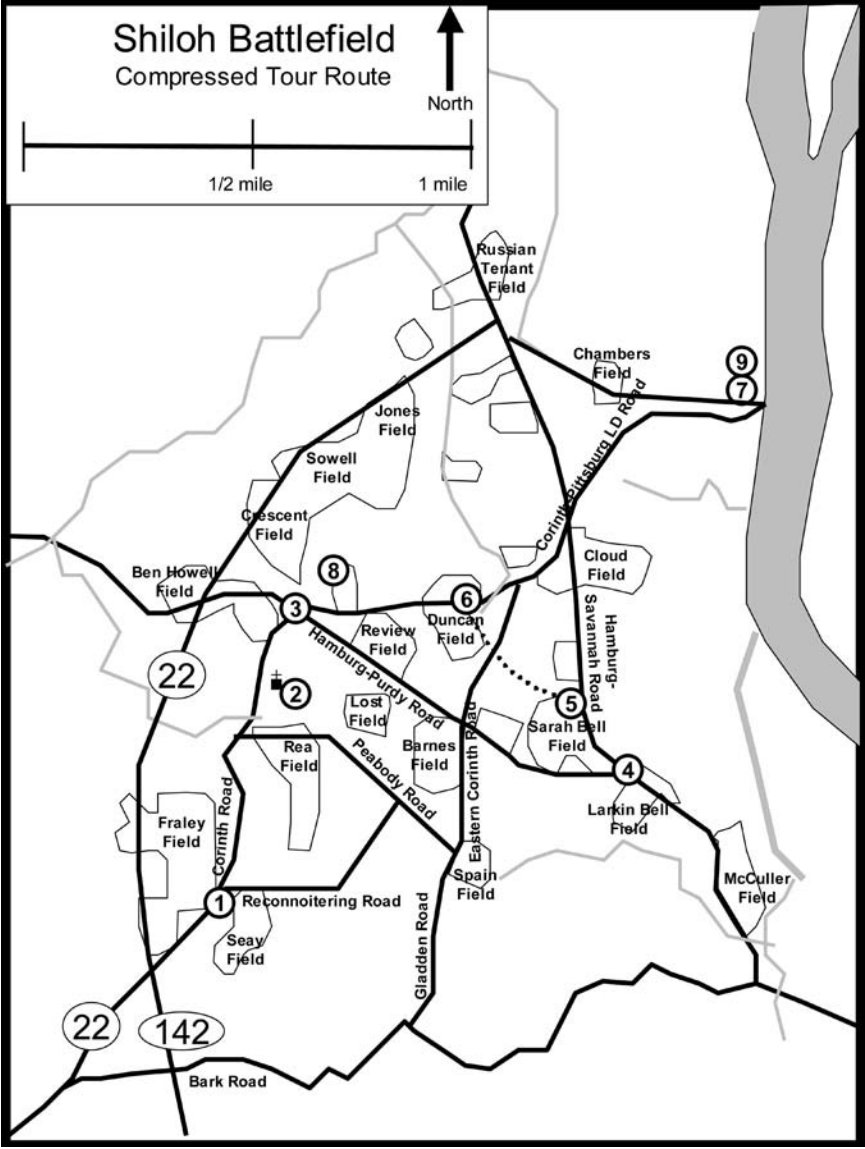 Shiloh Battlefield
Compressed Tour Route
North
1/2 mile
1 mile
Russian
Tenant
Field
Chambers
Field
9
7
Jones
Field
Corinth-Pittsburg LD Road
Sowell
Field
Crescent
Field
Cloud
Field
Ben Howell
Field
8
6
3
Duncan
Field
Review
Field
Hamburg-
Savannah Road
Hamburg-Purdy Road
22
2
Lost
Field
5
Sarah Bell
Field
Rea
Field
Barnes
Field
Peabody Road
Eastern Corinth Road
4
Larkin Bell
Field
Fraley
Field
Corinth Road
Spain
Field
McCuller
Field
1
Reconnoitering Road
Seay
Field
Gladden Road
22
142
Bark Road